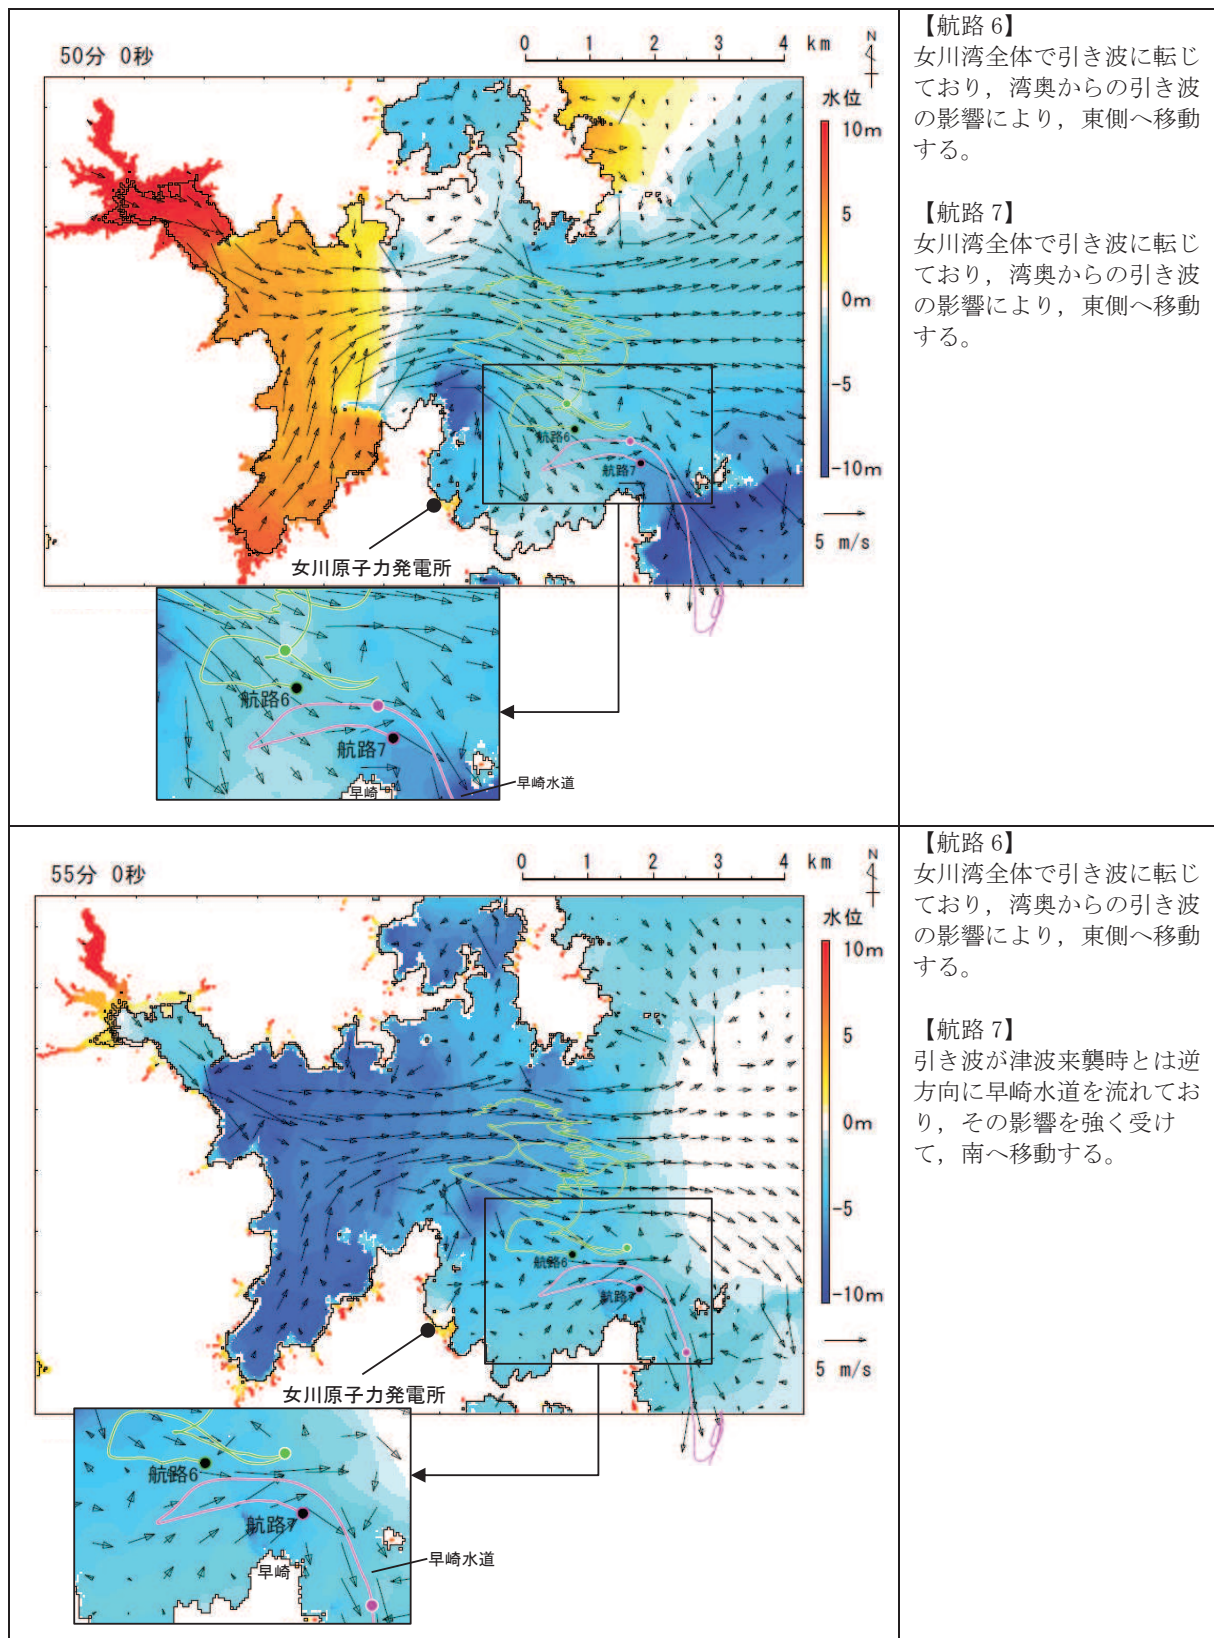 50分 0秒
0 1 2 3 4 km
N
水位
10m
5
0m
-5
-10m
5 m/s
航路6
航路7
女川原子力発電所
航路6
航路7
早崎
早崎水道
【航路 6】
女川湾全体で引き波に転じ
ており，湾奥からの引き波
の影響により，東側へ移動
する。
【航路 7】
女川湾全体で引き波に転じ
ており，湾奥からの引き波
の影響により，東側へ移動
する。
55分 0秒
0 1 2 3 4 km
N
水位
10m
5
0m
-5
-10m
5 m/s
航路6
航路7
女川原子力発電所
航路6
航路7
早崎
早崎水道
【航路 6】
女川湾全体で引き波に転じ
ており，湾奥からの引き波
の影響により，東側へ移動
する。
【航路 7】
引き波が津波来襲時とは逆
方向に早崎水道を流れてお
り，その影響を強く受け
て，南へ移動する。